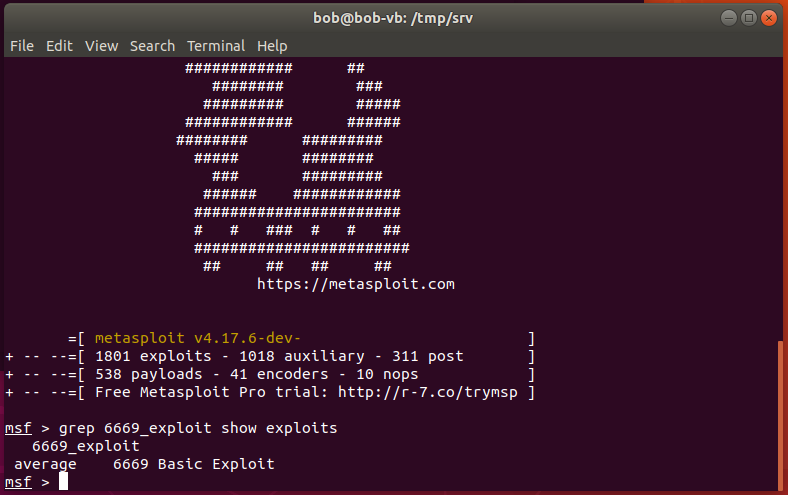 bob@bob-vb: /tmp/srv
File Edit View Search Terminal Help
############      ##
########        ###
#########        #####
############      ######
########      #########
#####       ########
###       #########
######    ############
#######################
#   #   ###  #   #   ##
########################
##     ##   ##     ##
https://metasploit.com
=[ metasploit v4.17.6-dev-                         ]
+ -- --=[ 1801 exploits - 1018 auxiliary - 311 post       ]
+ -- --=[ 538 payloads - 41 encoders - 10 nops            ]
+ -- --=[ Free Metasploit Pro trial: http://r-7.co/trymsp ]
msf > grep 6669_exploit show exploits
6669_exploit
average    6669 Basic Exploit
msf >